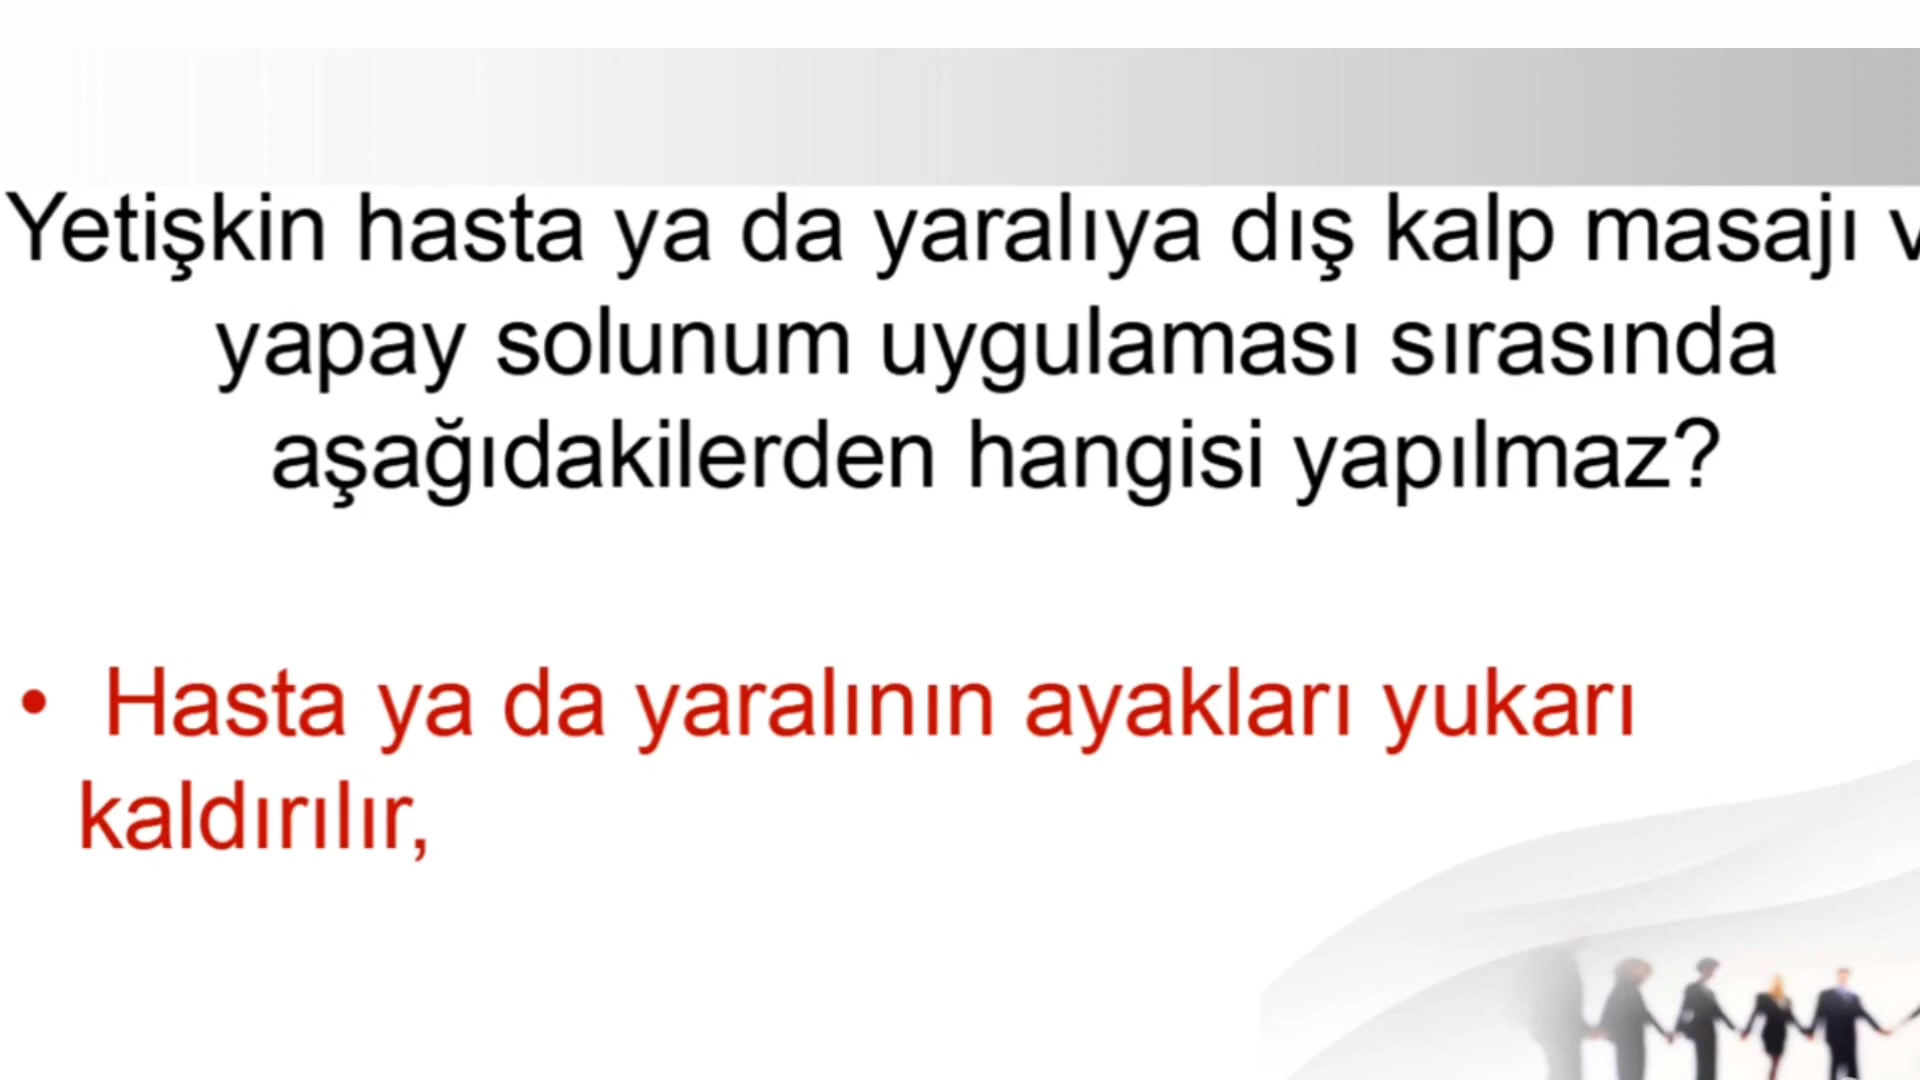 Yetişkin hasta ya da yaralıya dış kalp masajı
yapay solunum uygulaması sırasında
aşağıdakilerden hangisi yapılmaz?
• Hasta ya da yaralının ayakları yukarı
kaldırılır,